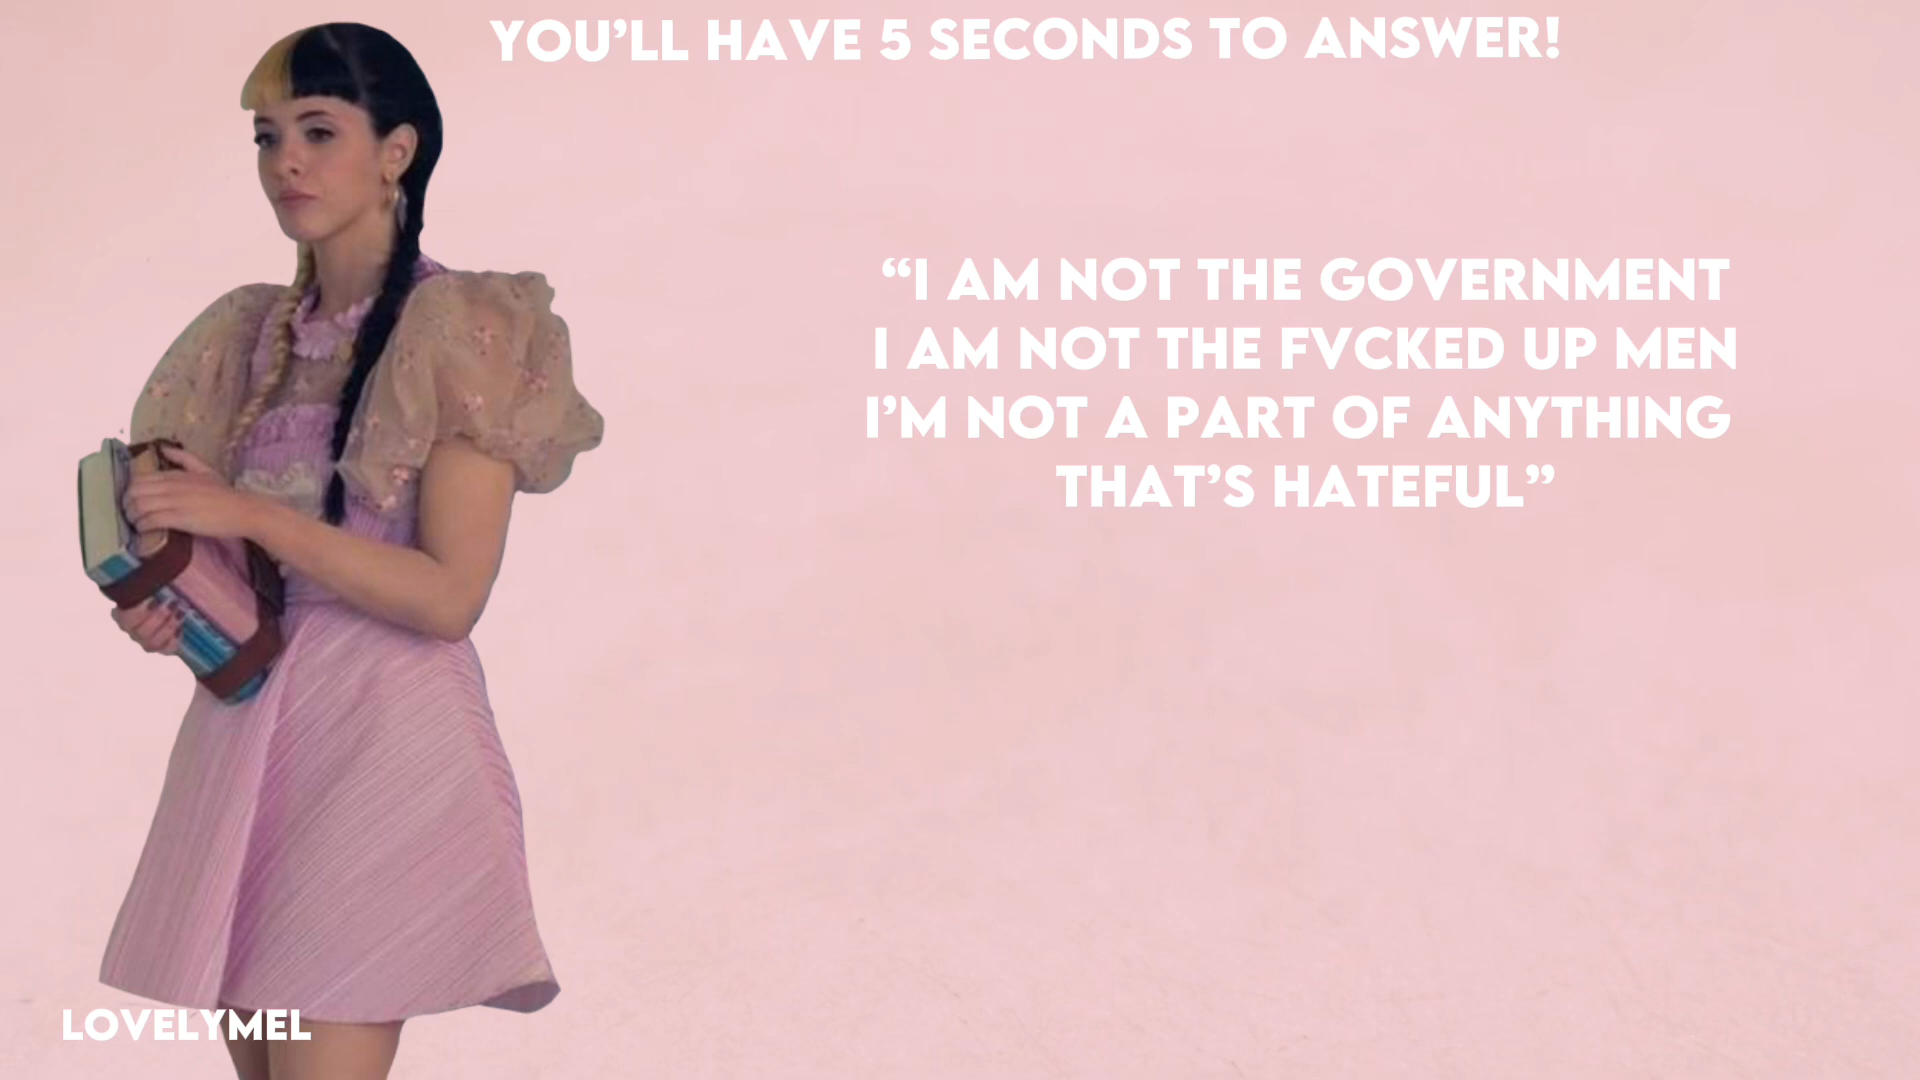 YOU'LL HAVE 5 SECONDS TO ANSWER!
“I AM NOT THE GOVERNMENT
I AM NOT THE FVCKED UP MEN
I'M NOT A PART OF ANYTHING
THAT'S HATEFUL”
LOVELYMEL